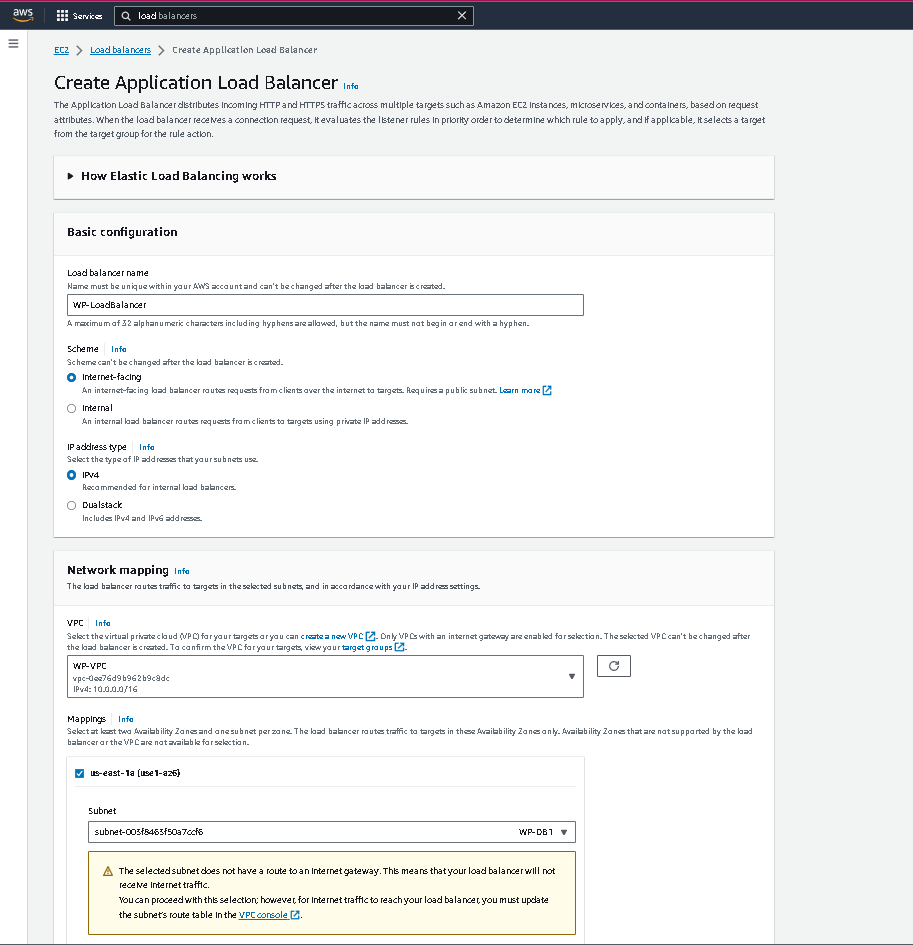 aws
Services
load balancers
EC2 > Load balancers > Create Application Load Balancer
Create Application Load Balancer Info
The Application Load Balancer distributes incoming HTTP and HTTPS traffic across multiple targets such as Amazon EC2 instances, microservices, and containers, based on request
attributes. When the load balancer receives a connection request, it evaluates the listener rules in priority order to determine which rule to apply, and if applicable, it selects a target
from the target group for the rule action.
How Elastic Load Balancing works
Basic configuration
Load balancer name
Name must be unique within your AWS account and can't be changed after the load balancer is created.
WP-LoadBalancer
A maximum of 32 alphanumeric characters including hyphens are allowed, but the name must not begin or end with a hyphen.
Scheme Info
Scheme can't be changed after the load balancer is created.
Internet-facing
An internet-facing load balancer routes requests from clients over the internet to targets. Requires a public subnet. Learn more
Internal
An internal load balancer routes requests from clients to targets using private IP addresses.
IP address type Info
Select the type of IP addresses that your subnets use.
IPv4
Recommended for internal load balancers.
Dualstack
Includes IPv4 and IPv6 addresses.
Network mapping Info
The load balancer routes traffic to targets in the selected subnets, and in accordance with your IP address settings.
VPC Info
Select the virtual private cloud (VPC) for your targets or you can create a new VPC. Only VPCs with an internet gateway are enabled for selection. The selected VPC can't be changed after
the load balancer is created. To confirm the VPC for your targets, view your target groups.
WP-VPC
vpc-0ee76d9b962b9c8dc
IPv4: 10.0.0.0/16
Mappings Info
Select at least two Availability Zones and one subnet per zone. The load balancer routes traffic to targets in these Availability Zones only. Availability Zones that are not supported by the load
balancer or the VPC are not available for selection.
us-east-1a (use1-az6)
Subnet
subnet-003f8463f50a7ccf6 WP-DB1
The selected subnet does not have a route to an internet gateway. This means that your load balancer will not
receive internet traffic.
You can proceed with this selection; however, for internet traffic to reach your load balancer, you must update
the subnet's route table in the VPC console.